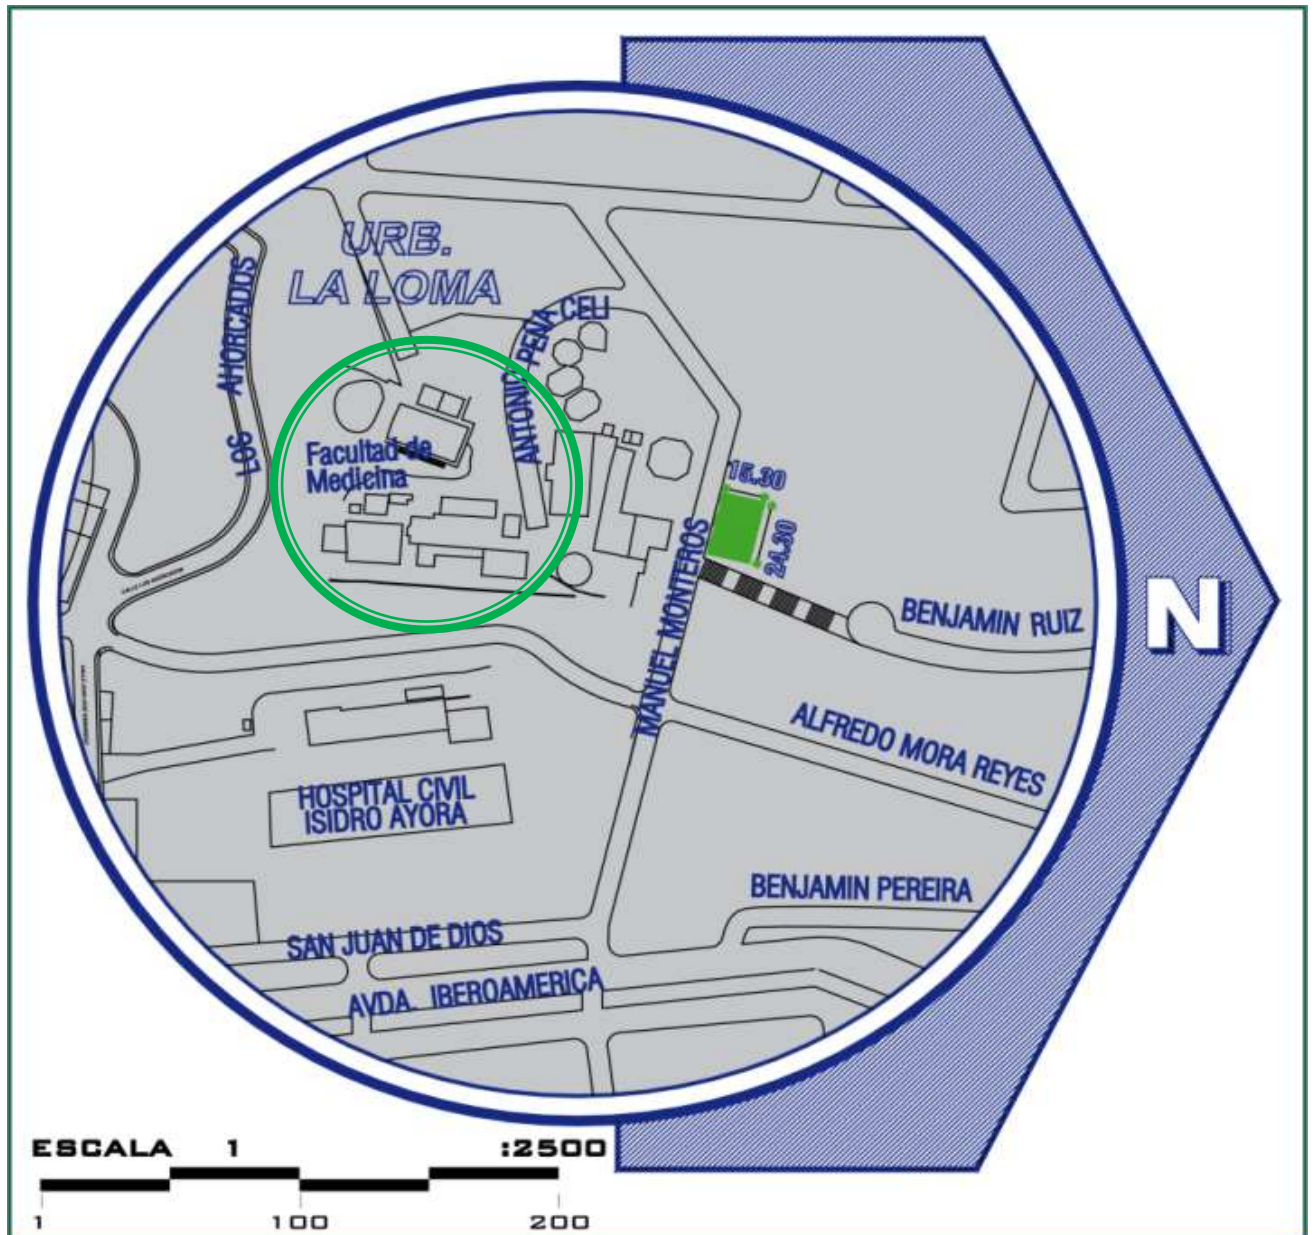 URB.
LA LOMA
LOS AHORCADOS
ANTONIO PEÑA CELI
Facultad de
Medicina
15.30
24.30
MANUEL MONTEROS
BENJAMIN RUIZ
N
ALFREDO MORA REYES
HOSPITAL CIVIL
ISIDRO AYORA
BENJAMIN PEREIRA
SAN JUAN DE DIOS
AVDA. IBEROAMERICA
ESCALA 1 :2500
1 100 200